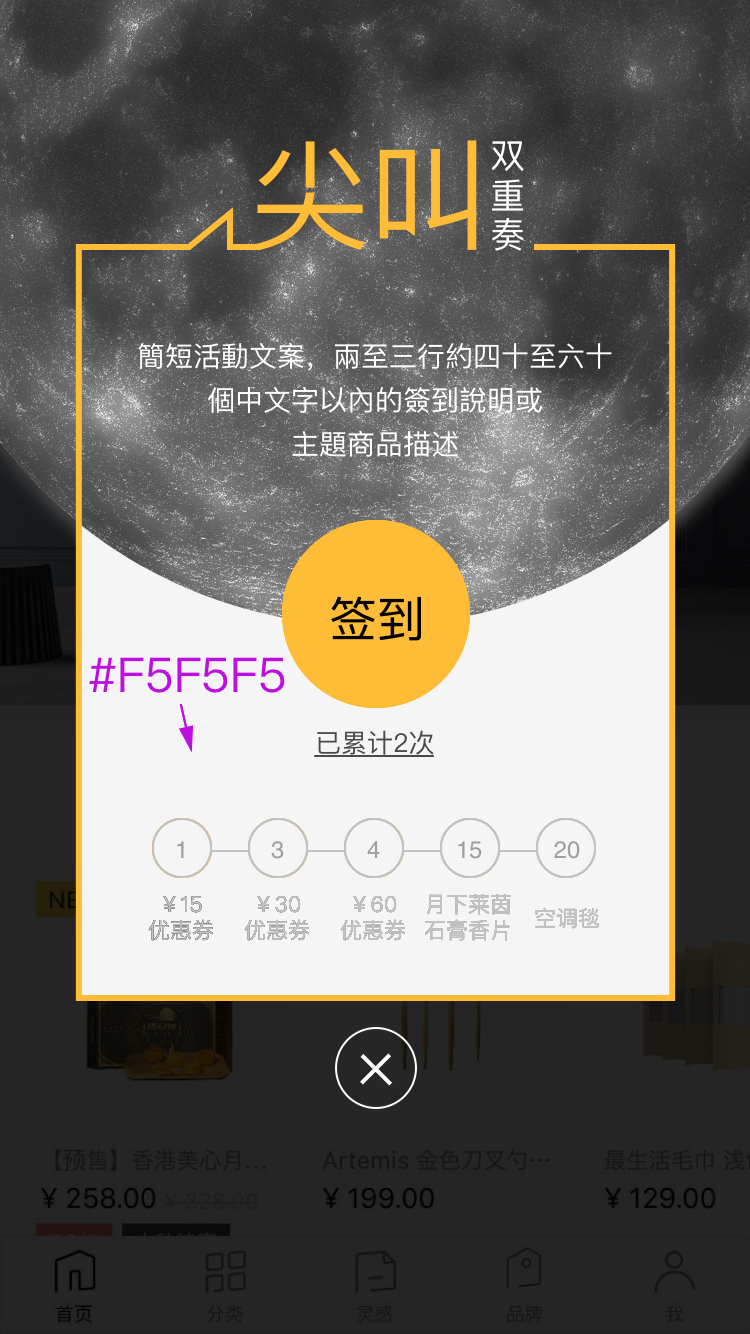 尖叫
双重奏
簡短活動文案，兩至三行約四十至六十
個中文字以內的簽到說明或
主題商品描述
签到
#F5F5F5
已累计2次
1 3 4 15 20
￥15 ￥30 ￥60 月下莱茵
优惠券 优惠券 优惠券 石膏香片 空调毯
NE
【预售】香港美心月... Artemis 金色刀叉勺... 最生活毛巾 浅
¥ 258.00 ¥ 328.00 ¥ 199.00 ¥ 129.00
首页 分类 灵感 品牌 我